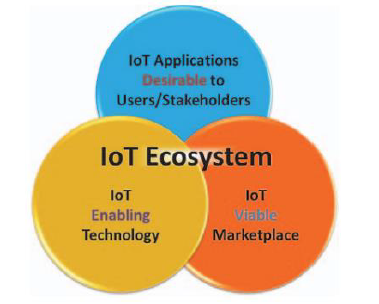 IoT Applications
Desirable to
Users/Stakeholders
IoT Ecosystem
IoT
Enabling
Technology
IoT
Viable
Marketplace